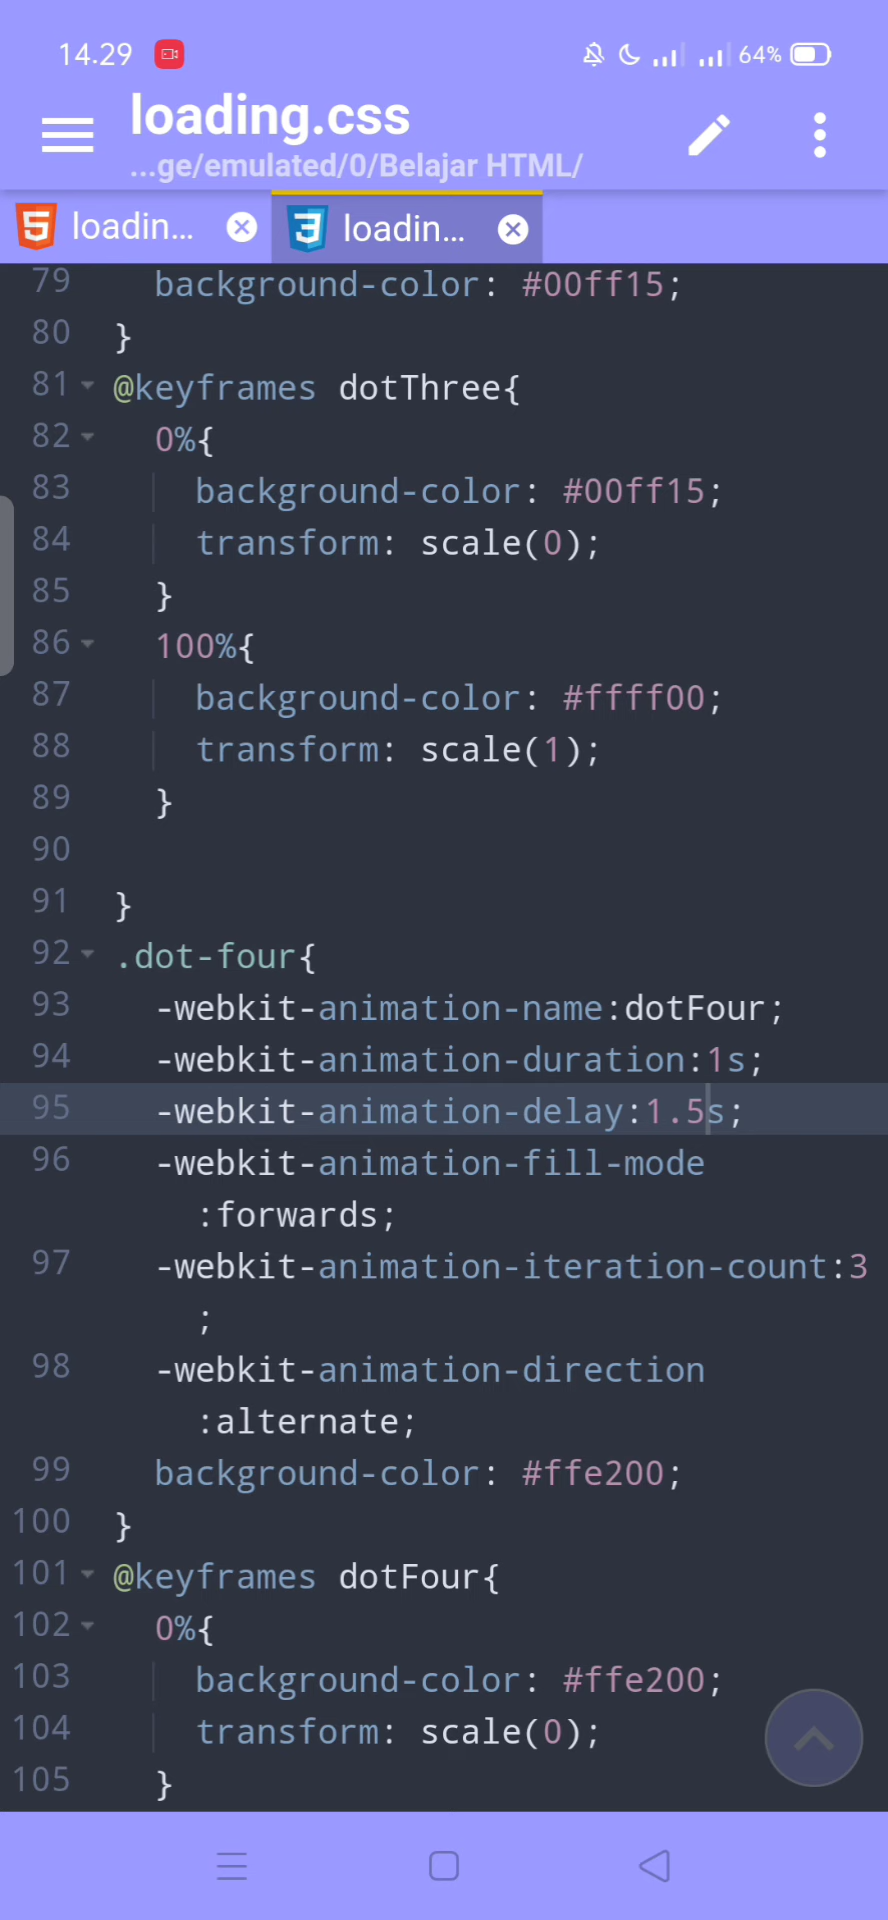 14.29 64%
loading.css
...ge/emulated/0/Belajar HTML/
loadin... loadin...
79 background-color: #00ff15;
80 }
81 @keyframes dotThree{
82 0%{
83 background-color: #00ff15;
84 transform: scale(0);
85 }
86 100%{
87 background-color: #ffff00;
88 transform: scale(1);
89 }
90
91 }
92 .dot-four{
93 -webkit-animation-name:dotFour;
94 -webkit-animation-duration:1s;
95 -webkit-animation-delay:1.5s;
96 -webkit-animation-fill-mode
:forwards;
97 -webkit-animation-iteration-count:3
;
98 -webkit-animation-direction
:alternate;
99 background-color: #ffe200;
100 }
101 @keyframes dotFour{
102 0%{
103 background-color: #ffe200;
104 transform: scale(0);
105 }